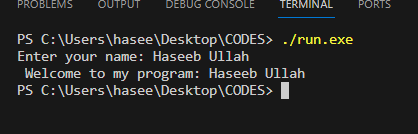 PROBLEMS OUTPUT DEBUG CONSOLE TERMINAL PORTS
PS C:\Users\hasee\Desktop\CODES> ./run.exe
Enter your name: Haseeb Ullah
 Welcome to my program: Haseeb Ullah
PS C:\Users\hasee\Desktop\CODES>